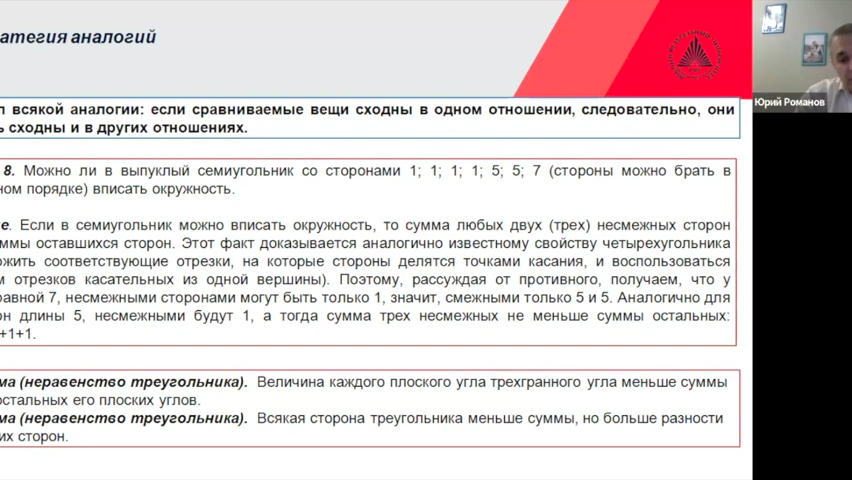 атегия аналогий
Юрий Романов
л всякой аналогии: если сравниваемые вещи сходны в одном отношении, следовательно, они
ь сходны и в других отношениях.
8. Можно ли в выпуклый семиугольник со сторонами 1; 1; 1; 1; 5; 5; 7 (стороны можно брать в
ном порядке) вписать окружность.
е. Если в семиугольник можно вписать окружность, то сумма любых двух (трех) несмежных сторон
ммы оставшихся сторон. Этот факт доказывается аналогично известному свойству четырехугольника
ожить соответствующие отрезки, на которые стороны делятся точками касания, и воспользоваться
м отрезков касательных из одной вершины). Поэтому, рассуждая от противного, получаем, что у
равной 7, несмежными сторонами могут быть только 1, значит, смежными только 5 и 5. Аналогично для
он длины 5, несмежными будут 1, а тогда сумма трех несмежных не меньше суммы остальных:
+1+1.
ма (неравенство треугольника). Величина каждого плоского угла трехгранного угла меньше суммы
остальных его плоских углов.
ма (неравенство треугольника). Всякая сторона треугольника меньше суммы, но больше разности
их сторон.